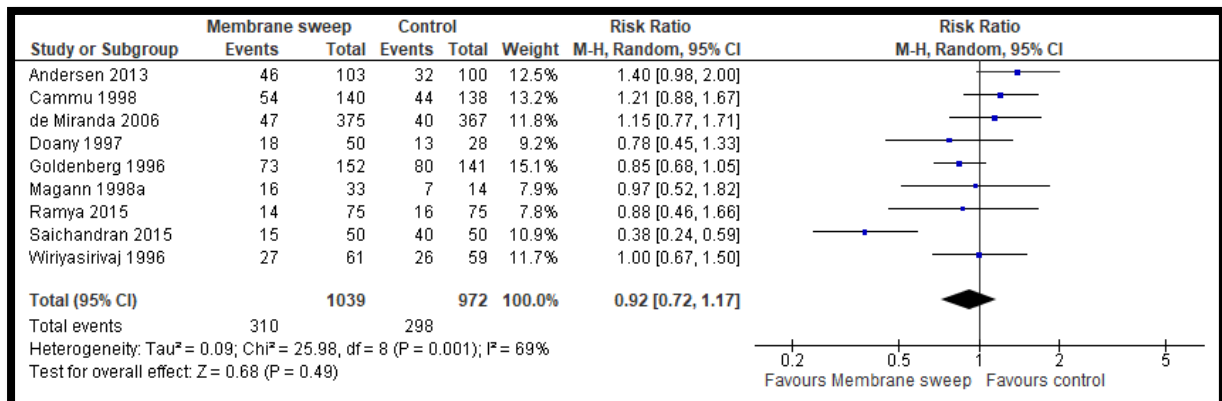 Membrane sweep Control Risk Ratio Risk Ratio
Study or Subgroup Events Total Events Total Weight M-H, Random, 95% CI M-H, Random, 95% CI
Andersen 2013 46 103 32 100 12.5% 1.40 [0.98, 2.00]
Cammu 1998 54 140 44 138 13.2% 1.21 [0.88, 1.67]
de Miranda 2006 47 375 40 367 11.8% 1.15 [0.77, 1.71]
Doany 1997 18 50 13 28 9.2% 0.78 [0.45, 1.33]
Goldenberg 1996 73 152 80 141 15.1% 0.85 [0.68, 1.05]
Magann 1998a 16 33 7 14 7.9% 0.97 [0.52, 1.82]
Ramya 2015 14 75 16 75 7.8% 0.88 [0.46, 1.66]
Saichandran 2015 15 50 40 50 10.9% 0.38 [0.24, 0.59]
Wiriyasirivaj 1996 27 61 26 59 11.7% 1.00 [0.67, 1.50]
Total (95% CI) 1039 972 100.0% 0.92 [0.72, 1.17]
Total events 310 298
Heterogeneity: Tau² = 0.09; Chi² = 25.98, df = 8 (P = 0.001); I² = 69%
Test for overall effect: Z = 0.68 (P = 0.49)
0.2 0.5 1 2 5
Favours Membrane sweep Favours control